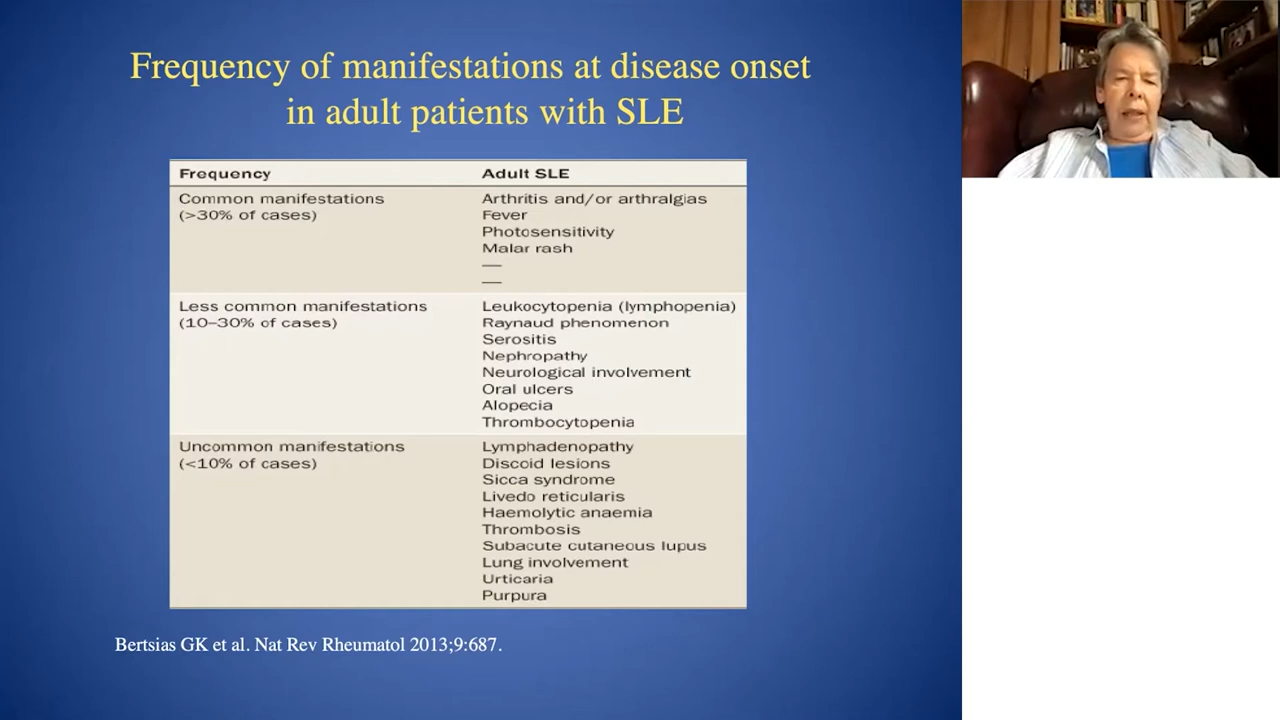 Frequency of manifestations at disease onset
in adult patients with SLE
Frequency Adult SLE
Common manifestations Arthritis and/or arthralgias
(>30% of cases) Fever
Photosensitivity
Malar rash
—
—
Less common manifestations Leukocytopenia (lymphopenia)
(10–30% of cases) Raynaud phenomenon
Serositis
Nephropathy
Neurological involvement
Oral ulcers
Alopecia
Thrombocytopenia
Uncommon manifestations Lymphadenopathy
(<10% of cases) Discoid lesions
Sicca syndrome
Livedo reticularis
Haemolytic anaemia
Thrombosis
Subacute cutaneous lupus
Lung involvement
Urticaria
Purpura
Bertsias GK et al. Nat Rev Rheumatol 2013;9:687.